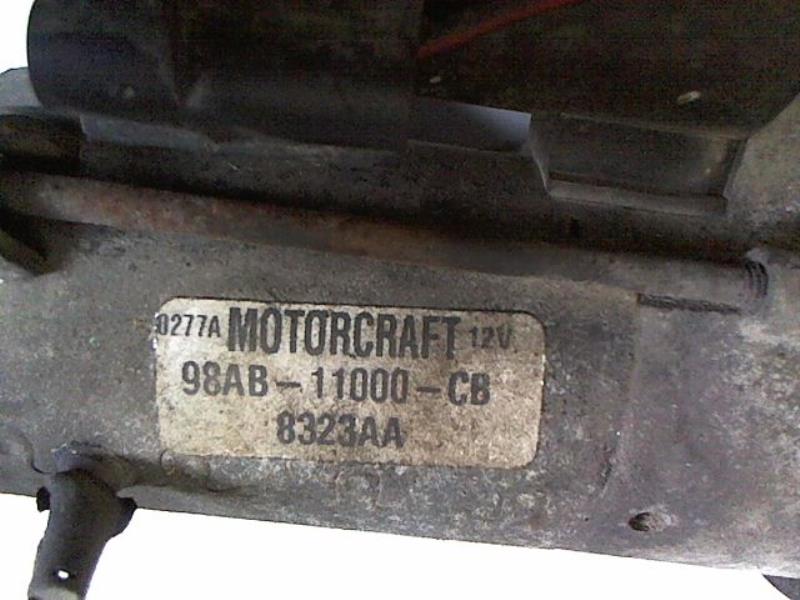 0277A MOTORCRAFT 12V
98AB-11000-CB
8323AA